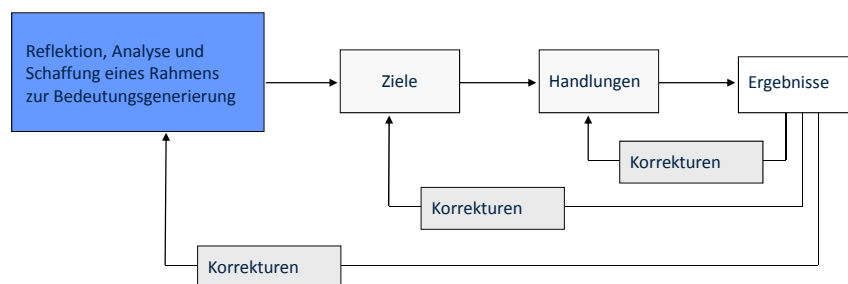 Reflektion, Analyse und
Schaffung eines Rahmens
zur Bedeutungsgenerierung
Ziele
Handlungen
Ergebnisse
Korrekturen
Korrekturen
Korrekturen